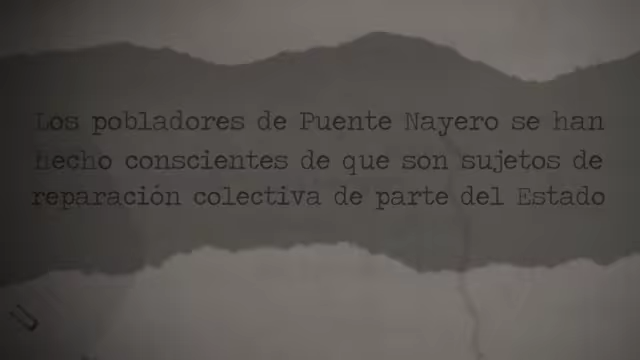 Los pobladores de Puente Nayero se han
hecho conscientes de que son sujetos de
reparación colectiva de parte del Estado